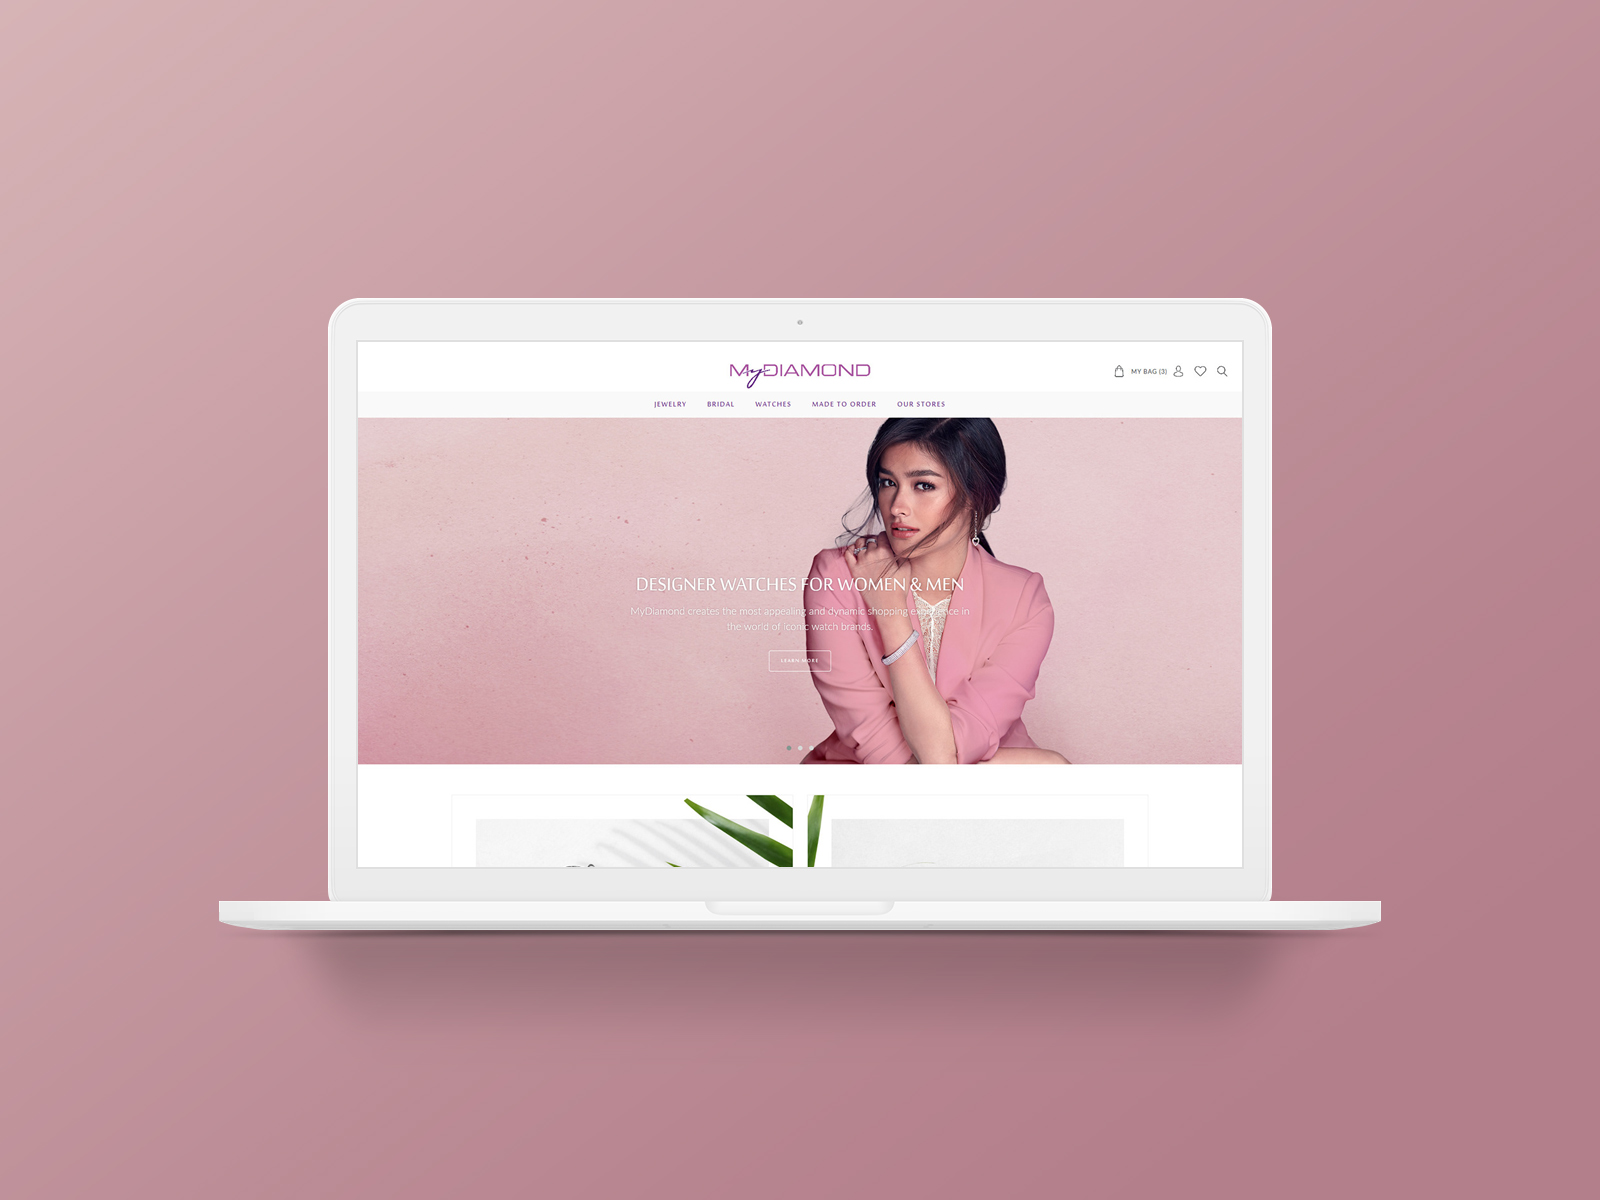 MyDIAMOND
MY BAG (3)
JEWELRY BRIDAL WATCHES MADE TO ORDER OUR STORES
DESIGNER WATCHES FOR WOMEN & MEN
MyDiamond creates the most appealing and dynamic shopping experience in
the world of iconic watch brands.
LEARN MORE